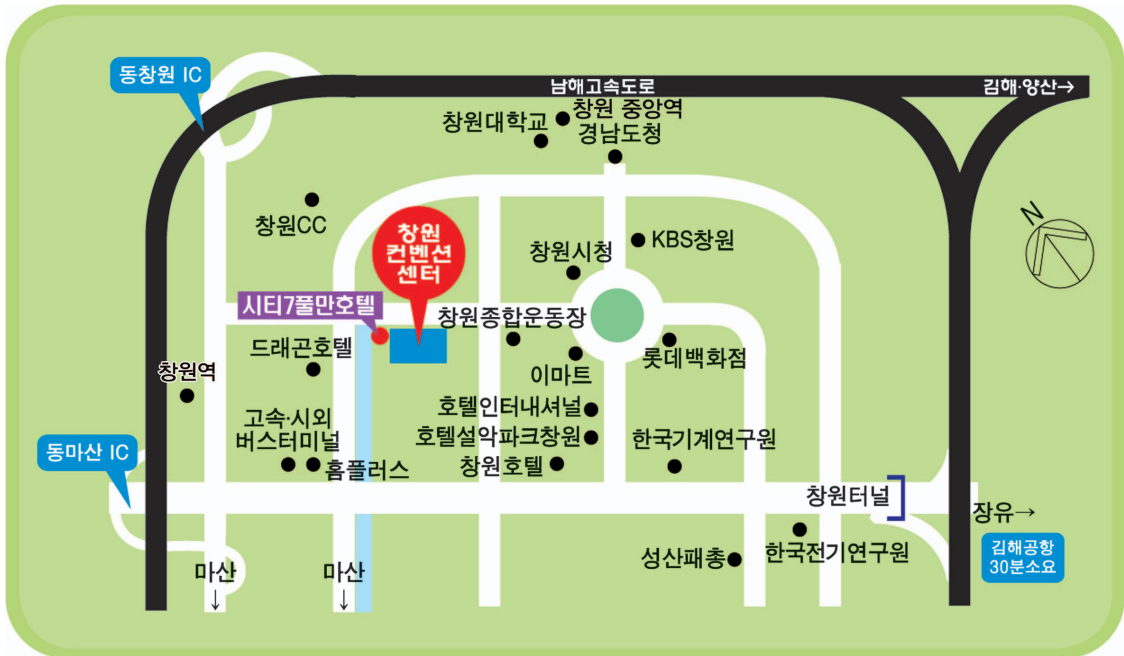 동창원 IC
남해고속도로
김해·양산→
창원 중앙역
창원대학교
경남도청
창원CC
창원
컨벤션
센터
창원시청
KBS창원
N
시티7풀만호텔
창원종합운동장
드래곤호텔
이마트
롯데백화점
창원역
호텔인터내셔널
고속·시외
버스터미널
호텔설악파크창원
한국기계연구원
동마산 IC
홈플러스
창원호텔
창원터널
장유→
성산패총
한국전기연구원
김해공항
30분소요
마산
↓
마산
↓